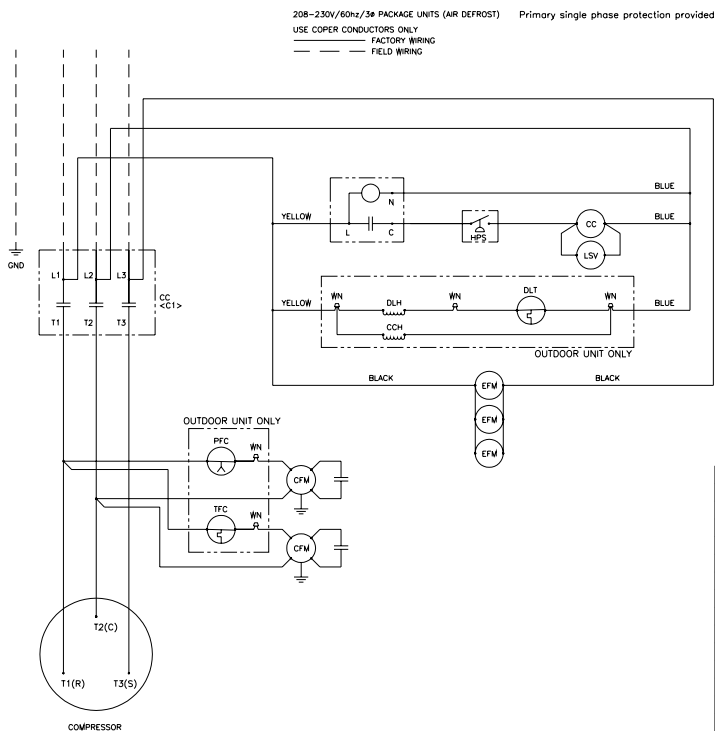 208-230V/60hz/3ø PACKAGE UNITS (AIR DEFROST) Primary single phase protection provided
USE COPER CONDUCTORS ONLY
FACTORY WIRING
FIELD WIRING
BLUE
N
YELLOW
L
C
HPS
CC
BLUE
LSV
GND
L1
L2
L3
CC
<C1>
T1
T2
T3
YELLOW
WN
DLH
WN
DLT
WN
BLUE
CCH
OUTDOOR UNIT ONLY
BLACK
EFM
BLACK
EFM
EFM
OUTDOOR UNIT ONLY
PFC
WN
CFM
TFC
WN
CFM
T2(C)
T1(R)
T3(S)
COMPRESSOR